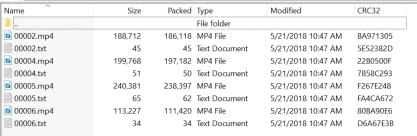 Name Size Packed Type Modified CRC32
.. File folder
00002.mp4 188,712 186,118 MP4 File 5/21/2018 10:47 AM BA971305
00002.txt 45 45 Text Document 5/21/2018 10:47 AM 5E52382D
00004.mp4 199,768 197,182 MP4 File 5/21/2018 10:47 AM 22B0500F
00004.txt 51 50 Text Document 5/21/2018 10:47 AM 7B58C293
00005.mp4 240,381 238,397 MP4 File 5/21/2018 10:47 AM F267E248
00005.txt 65 62 Text Document 5/21/2018 10:47 AM FA4CA672
00006.mp4 113,227 111,420 MP4 File 5/21/2018 10:47 AM 80BA90E6
00006.txt 34 34 Text Document 5/21/2018 10:47 AM D6A67E3B